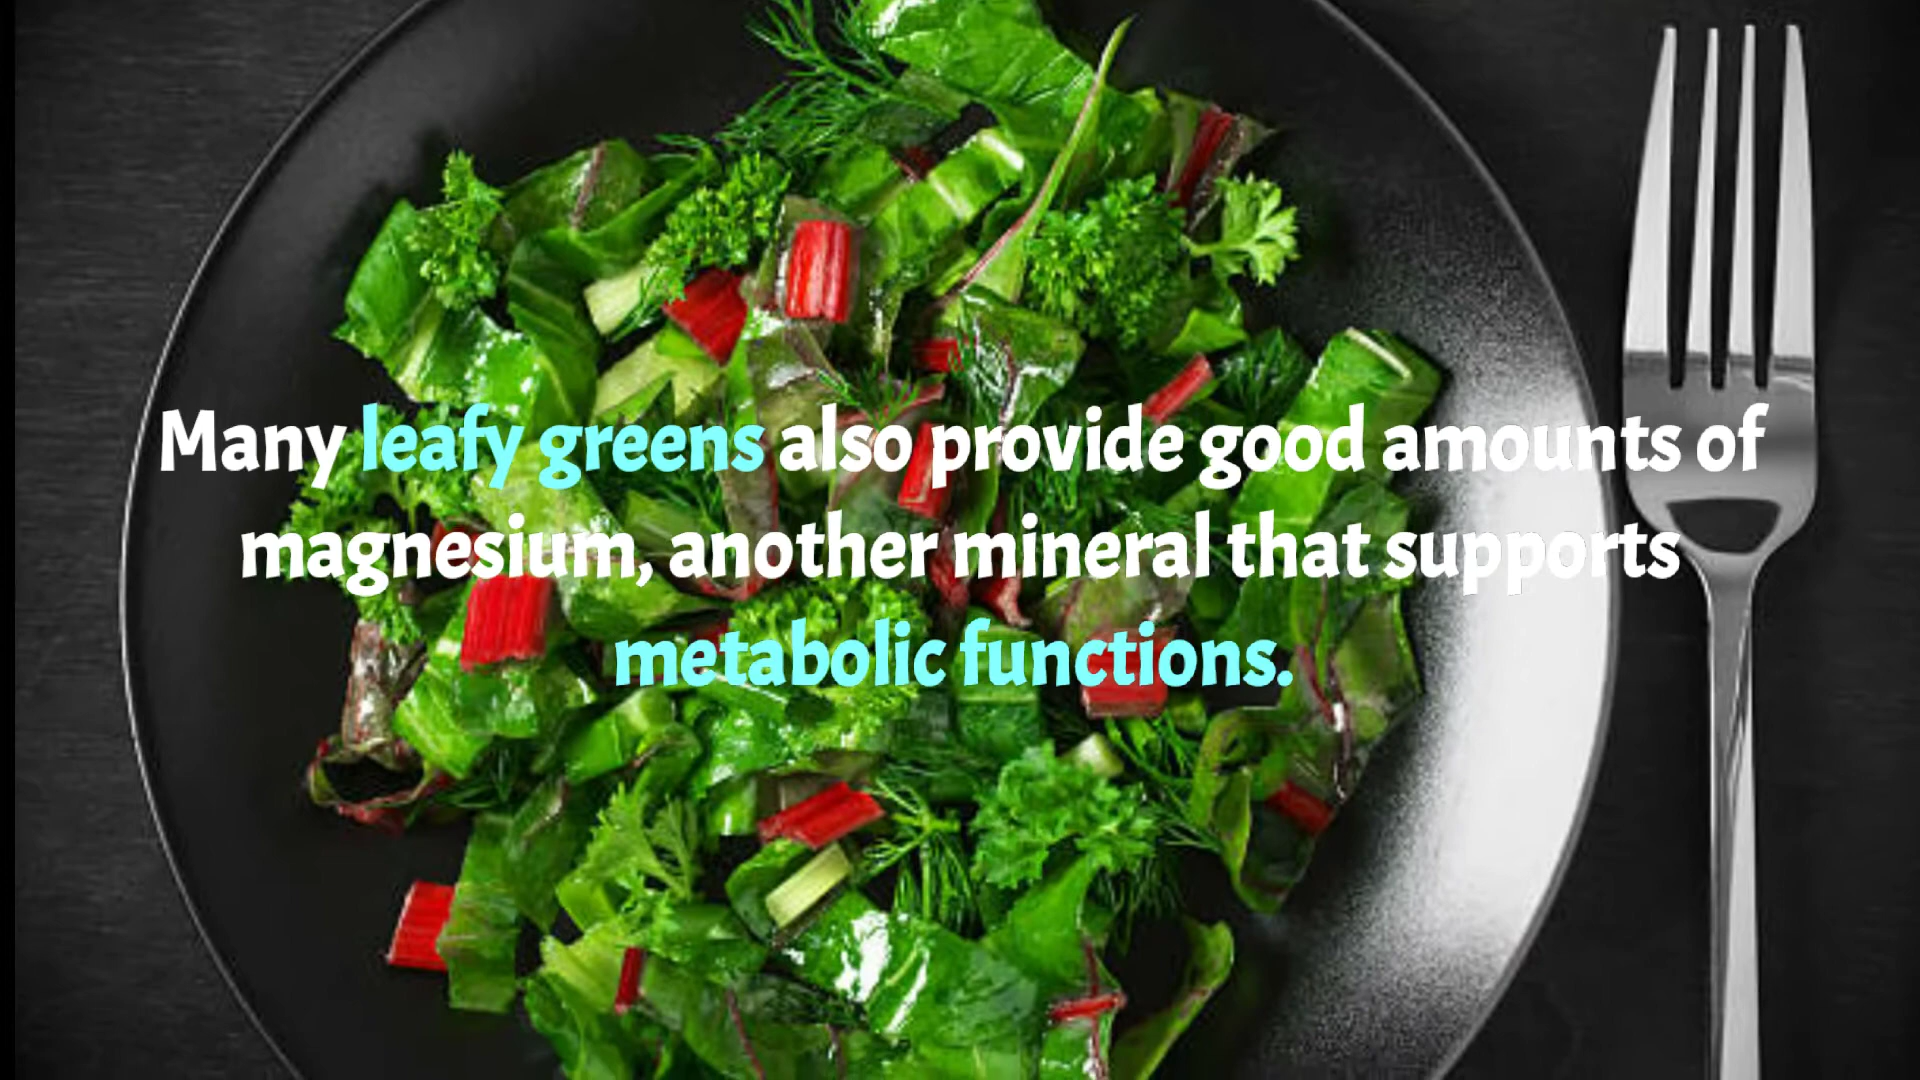 Many leafy greens also provide good amounts of
magnesium, another mineral that supports
metabolic functions.